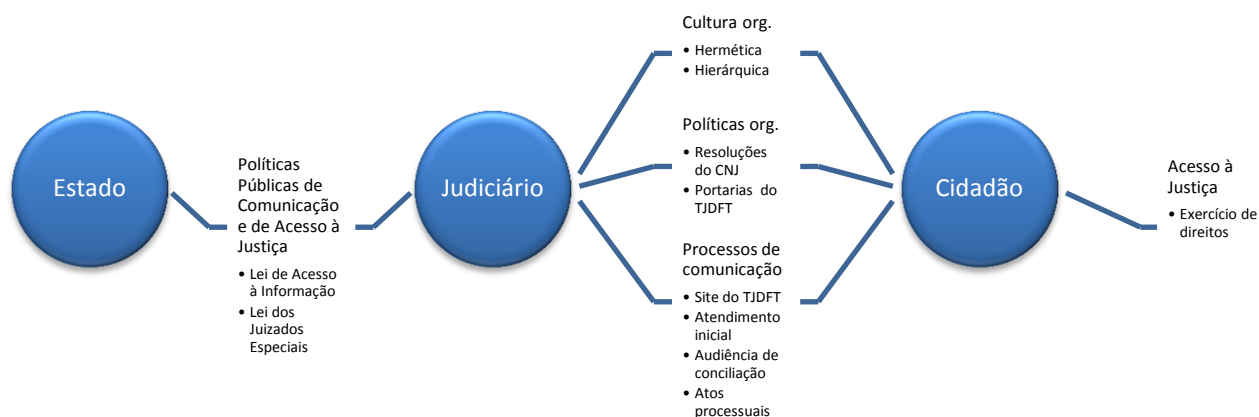 Estado
Políticas
Públicas de
Comunicação
e de Acesso à
Justiça
• Lei de Acesso
à Informação
• Lei dos
Juizados
Especiais
Judiciário
Cultura org.
• Hermética
• Hierárquica
Políticas org.
• Resoluções
do CNJ
• Portarias do
TJDFT
Processos de
comunicação
• Site do TJDFT
• Atendimento
inicial
• Audiência de
conciliação
• Atos
processuais
Cidadão
Acesso à
Justiça
• Exercício de
direitos